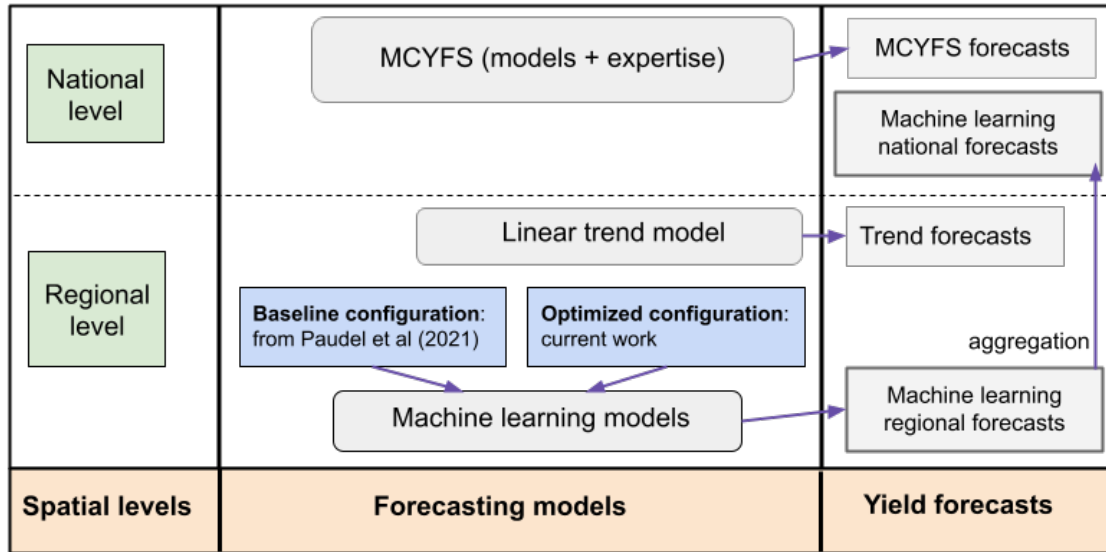 National
level
MCYFS (models + expertise)
MCYFS forecasts
Machine learning
national forecasts
Regional
level
Linear trend model
Trend forecasts
Baseline configuration:
from Paudel et al (2021)
Optimized configuration:
current work
aggregation
Machine learning models
Machine learning
regional forecasts
Spatial levels
Forecasting models
Yield forecasts